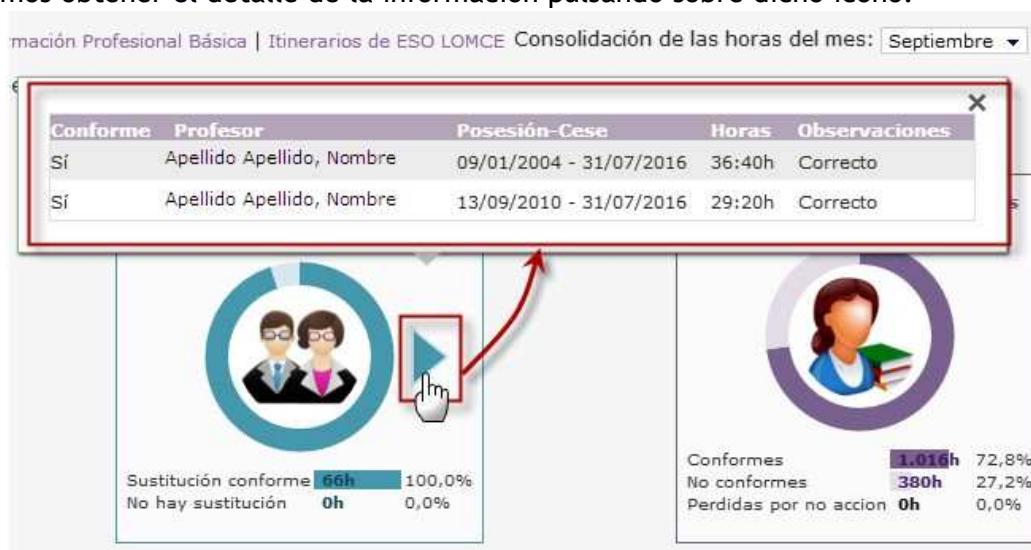 mos obtener el detalle de la información pulsando sobre dicho icono.
mación Profesional Básica | Itinerarios de ESO LOMCE Consolidación de las horas del mes: Septiembre
Conforme Profesor Posesión-Cese Horas Observaciones
Sí Apellido Apellido, Nombre 09/01/2004 - 31/07/2016 36:40h Correcto
Sí Apellido Apellido, Nombre 13/09/2010 - 31/07/2016 29:20h Correcto
Sustitución conforme 66h 100,0%
No hay sustitución 0h 0,0%
Conformes 1.016h 72,8%
No conformes 380h 27,2%
Perdidas por no accion 0h 0,0%